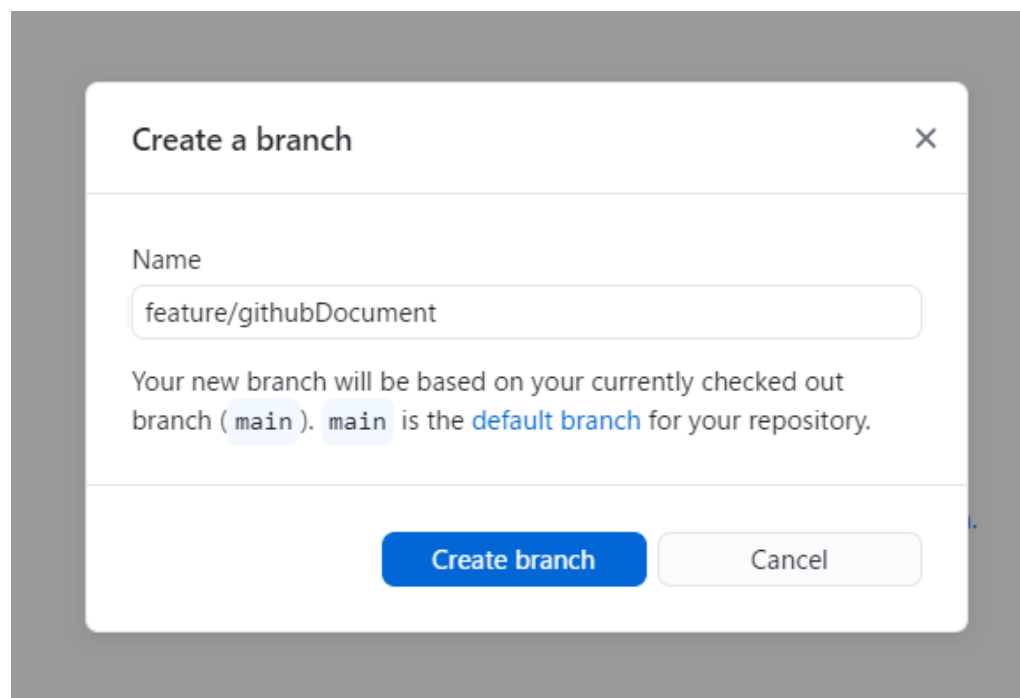 Create a branch
Name
feature/githubDocument
Your new branch will be based on your currently checked out
branch ( main ). main is the default branch for your repository.
Create branch
Cancel